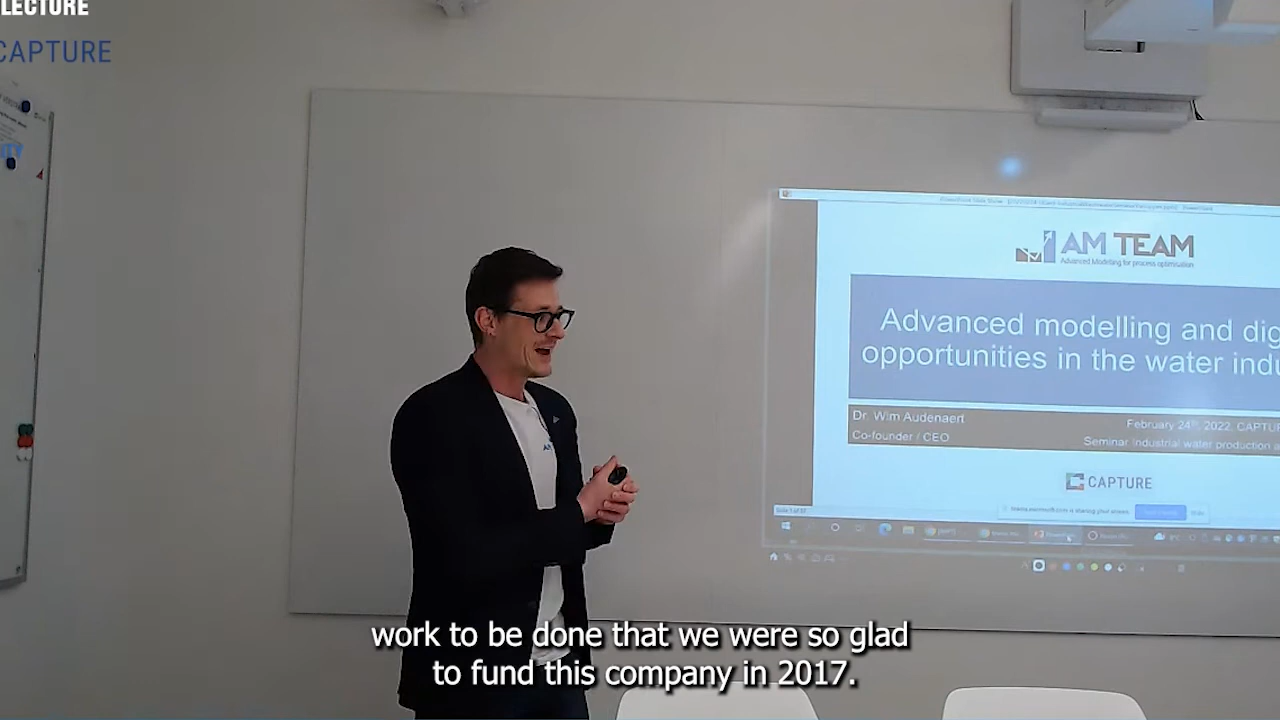 LECTURE
CAPTURE
AM TEAM
Advanced Modelling for process optimisation
Advanced modelling and dig
opportunities in the water indu
Dr. Wim Audenaert
February 24th, 2022, CAPTUR
Co-founder / CEO
Seminar Industrial water production a
CAPTURE
work to be done that we were so glad
to fund this company in 2017.